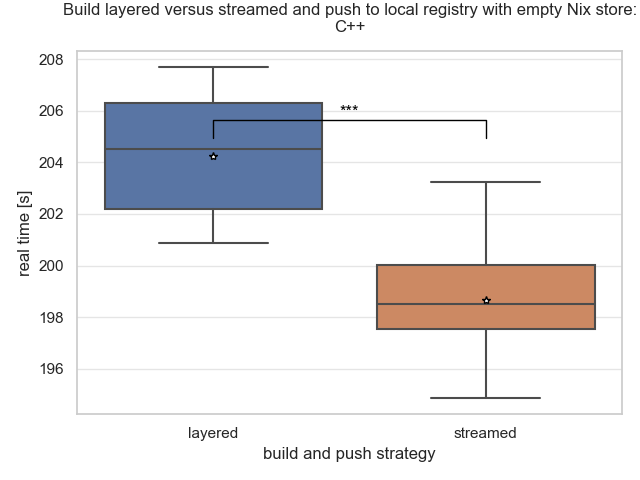 Build layered versus streamed and push to local registry with empty Nix store:
C++
208
206
204
202
200
198
196
real time [s]
***
layered
streamed
build and push strategy